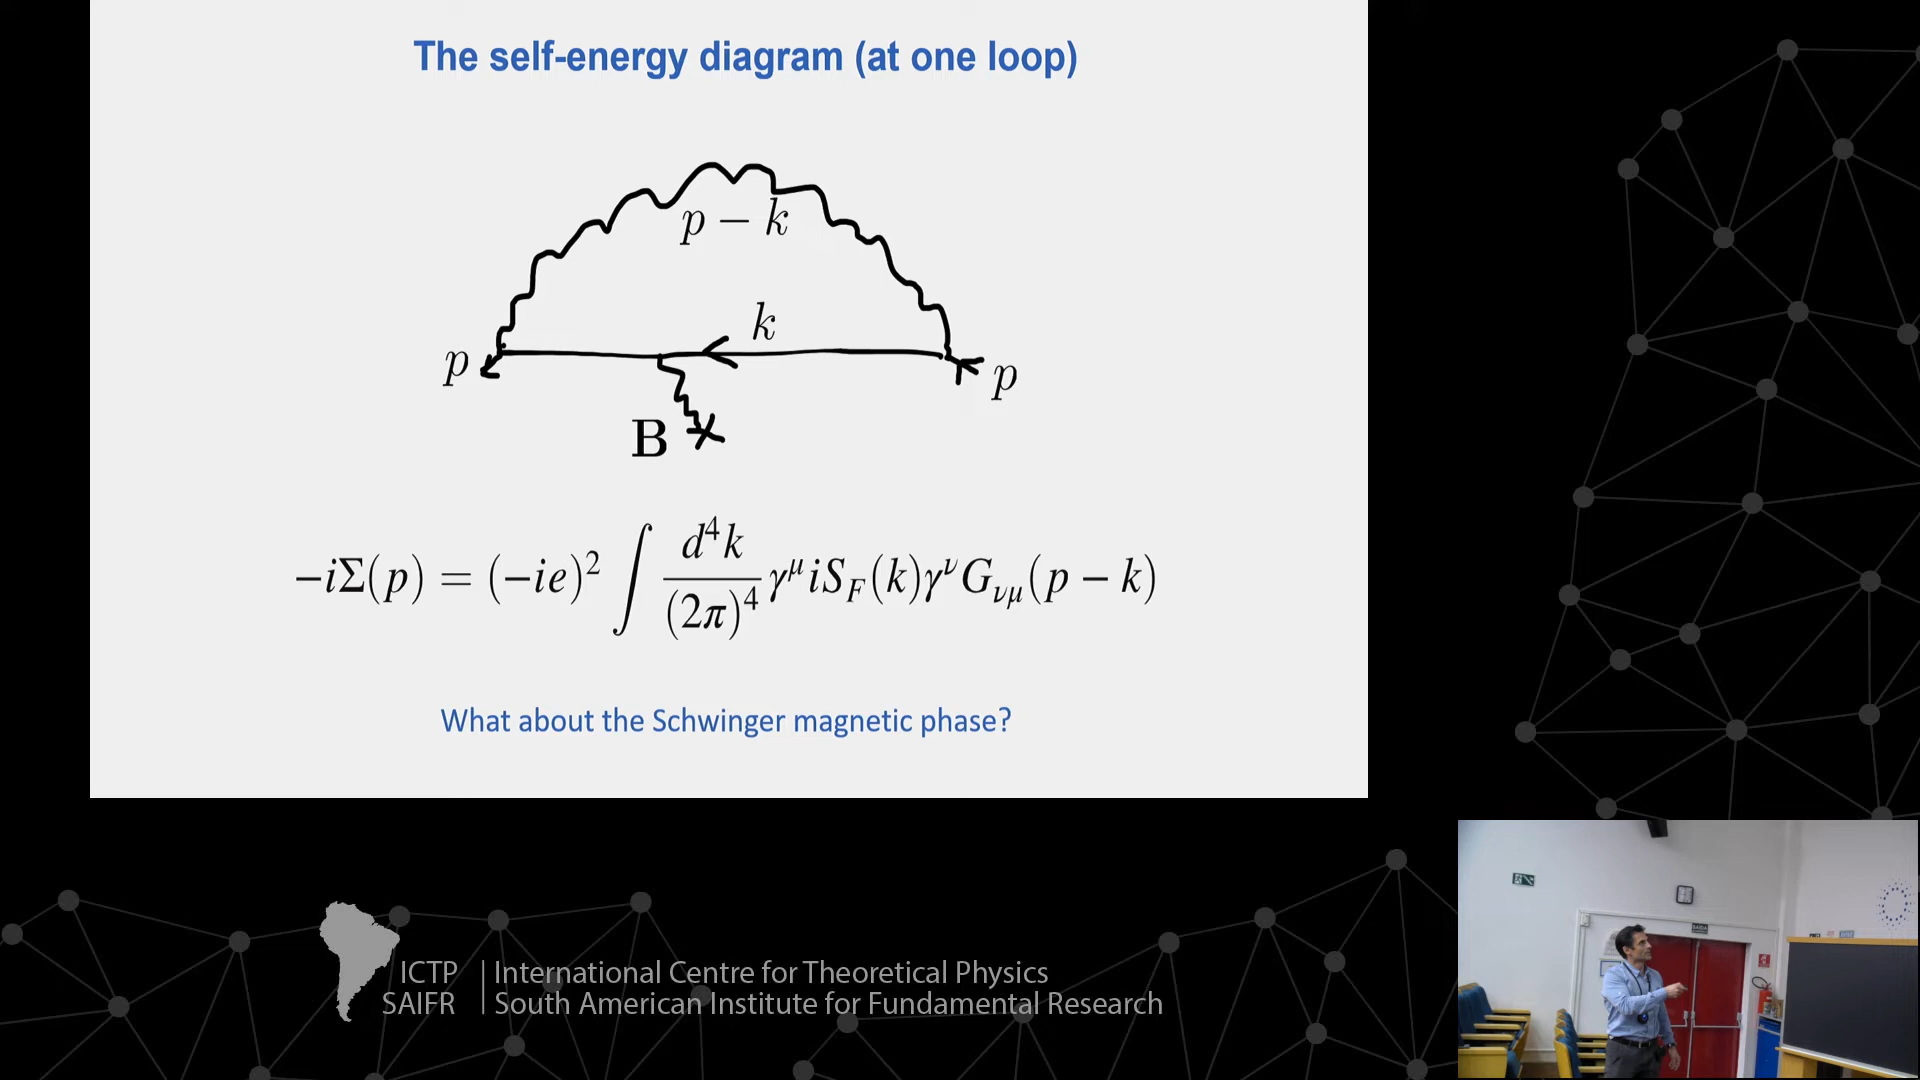 The self-energy diagram (at one loop)
p − k
k
p
p
B
−iΣ(p) = (−ie)² ∫ d⁴k/(2π)⁴ γ^μ iS_F(k)γ^ν G_νμ(p − k)
What about the Schwinger magnetic phase?
ICTP | International Centre for Theoretical Physics
SAIFR | South American Institute for Fundamental Research